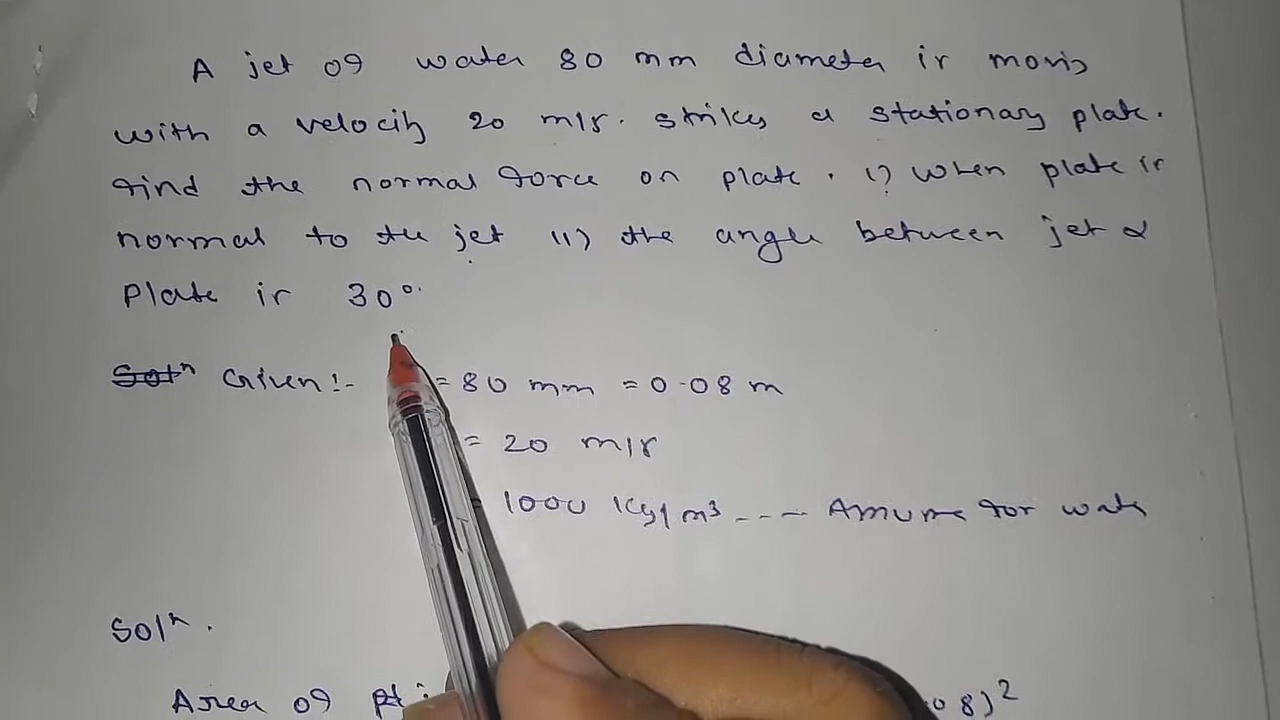 A jet of water 80 mm diameter is moving
with a velocity 20 m/s. strikes a stationary plate.
find the normal force on plate. i) when plate is
normal to the jet ii) the angle between jet &
plate is 30°.
Soln Given:- = 80 mm = 0.08 m
= 20 m/s
= 1000 Kg/m³ ---- Assume for water
Soln.
Area of 08)²